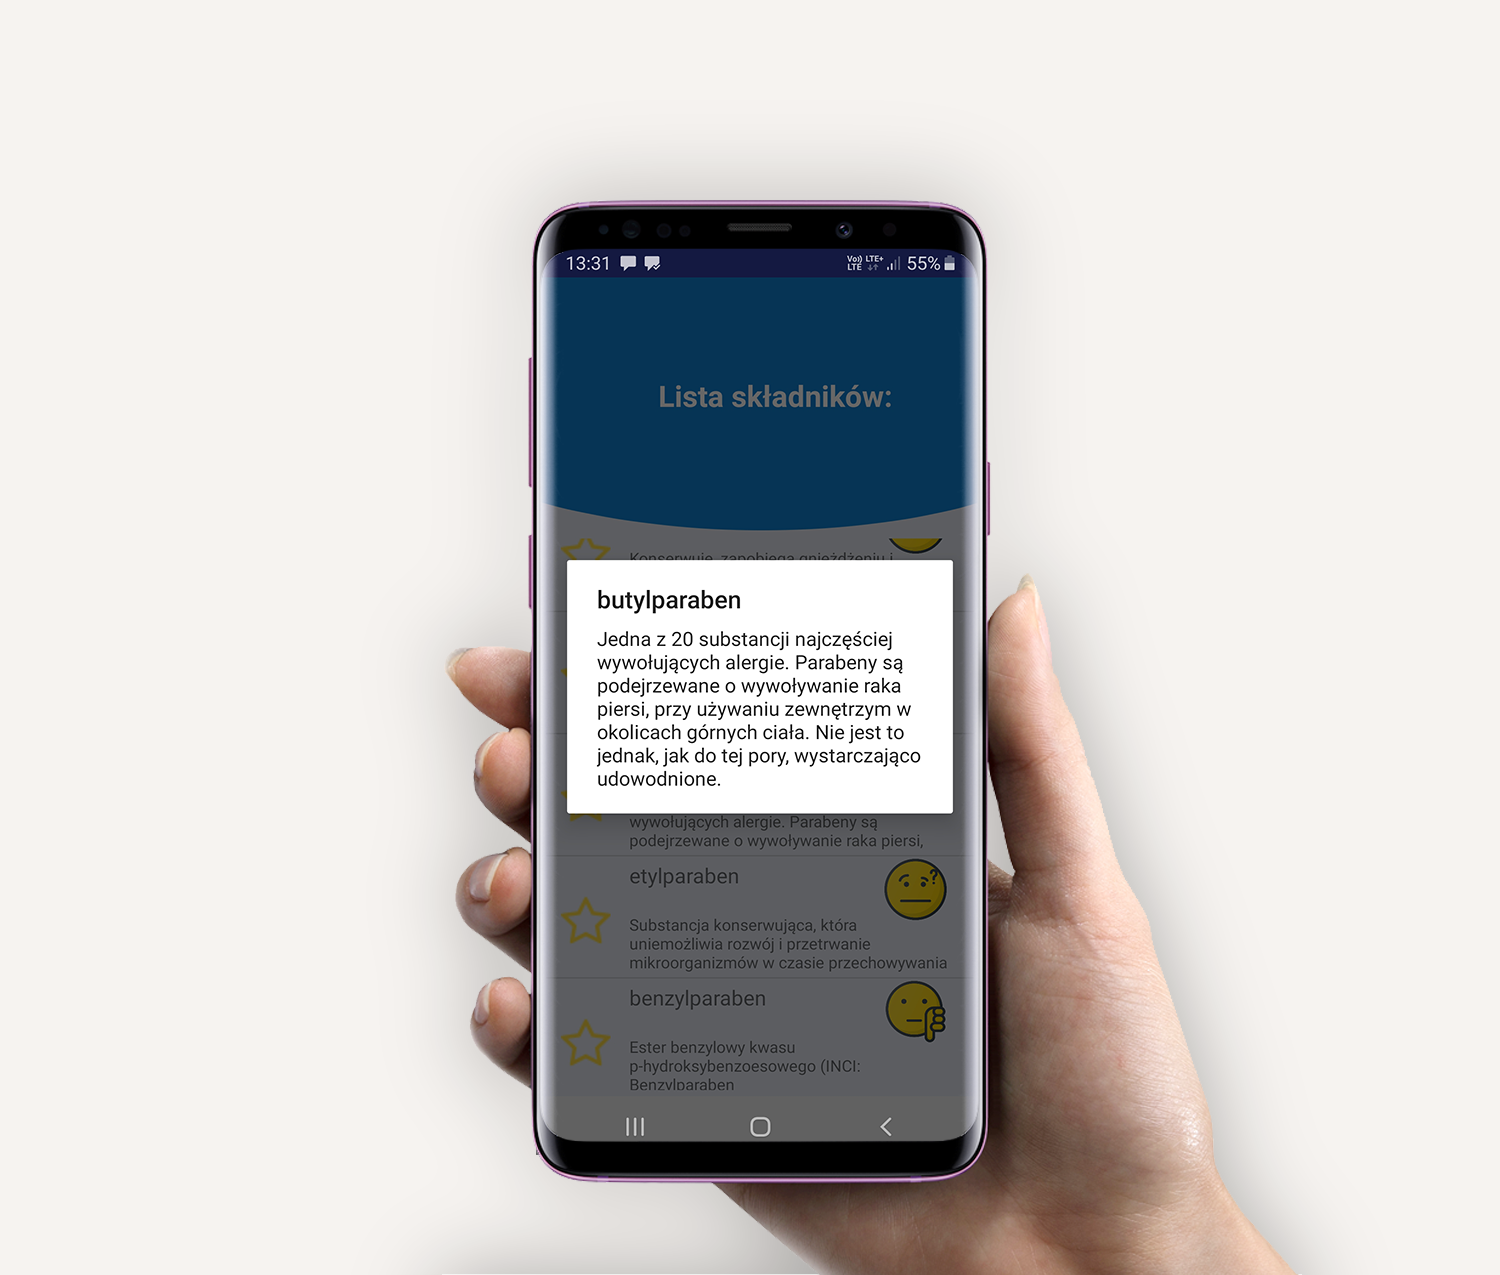 13:31
Vo)) LTE+
LTE
55%
Lista składników:
Konserwuje, zapobiega gnieżdżeniu i
butylparaben
Jedna z 20 substancji najczęściej
wywołujących alergie. Parabeny są
podejrzewane o wywoływanie raka
piersi, przy używaniu zewnętrzym w
okolicach górnych ciała. Nie jest to
jednak, jak do tej pory, wystarczająco
udowodnione.
wywołujących alergie. Parabeny są
podejrzewane o wywoływanie raka piersi,
etylparaben
?
Substancja konserwująca, która
uniemożliwia rozwój i przetrwanie
mikroorganizmów w czasie przechowywania
benzylparaben
Ester benzylowy kwasu
p-hydroksybenzoesowego (INCI:
Benzylparaben